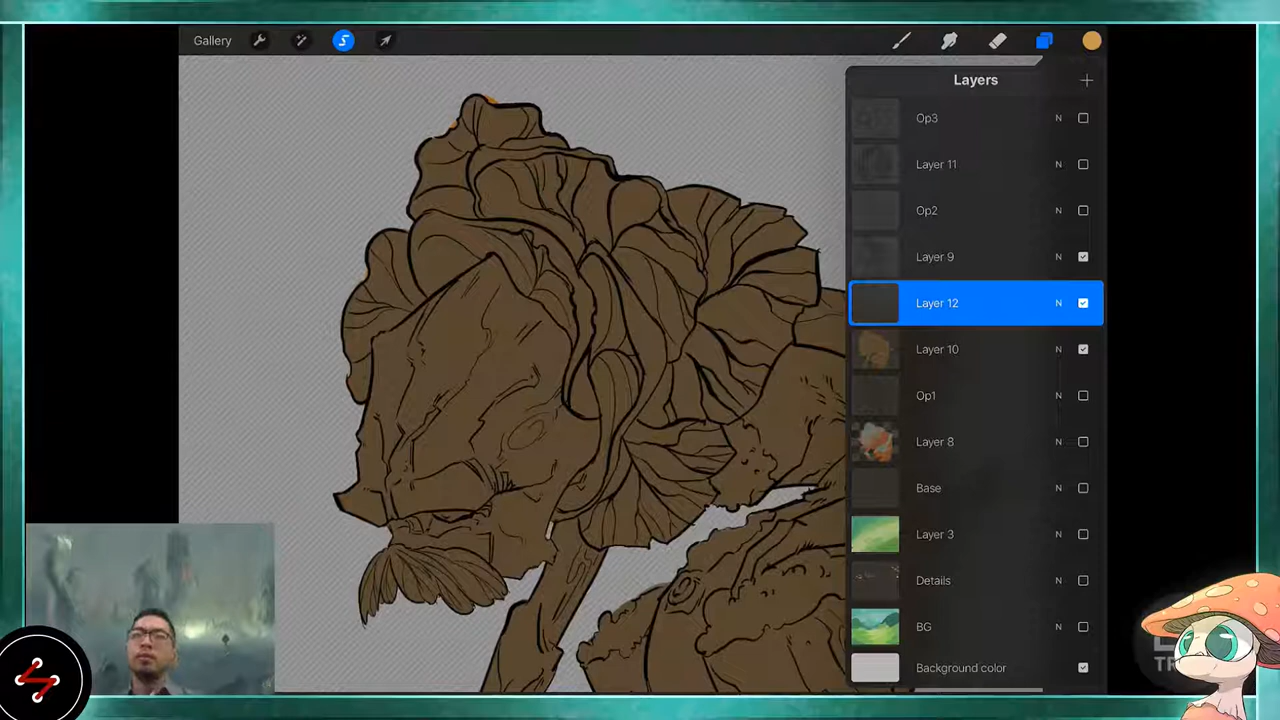 Gallery
Layers
Op3 N
Layer 11 N
Op2 N
Layer 9 N
Layer 12 N
Layer 10 N
Op1 N
Layer 8 N
Base N
Layer 3 N
Details N
BG N
Background color